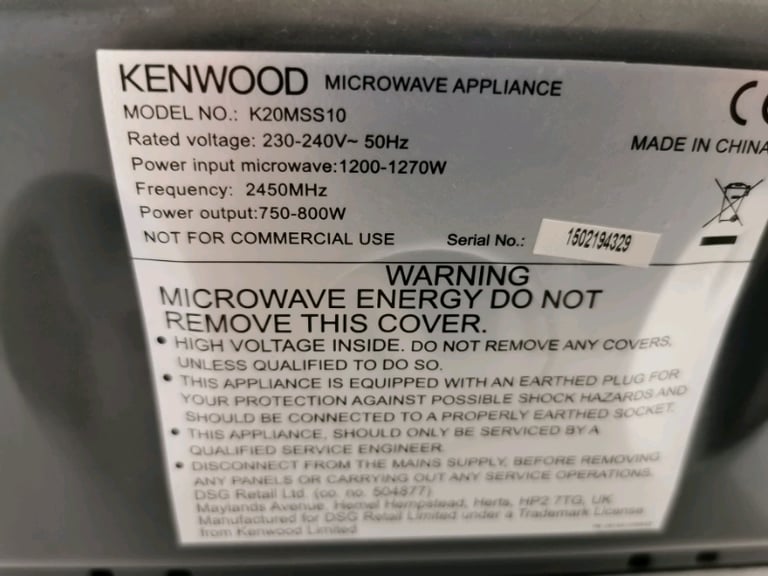 KENWOOD MICROWAVE APPLIANCE
MODEL NO.: K20MSS10
Rated voltage: 230-240V~ 50Hz
MADE IN CHINA
Power input microwave:1200-1270W
Frequency: 2450MHz
Power output:750-800W
NOT FOR COMMERCIAL USE Serial No.: 1502194329
WARNING
MICROWAVE ENERGY DO NOT
REMOVE THIS COVER.
• HIGH VOLTAGE INSIDE. DO NOT REMOVE ANY COVERS,
UNLESS QUALIFIED TO DO SO.
• THIS APPLIANCE IS EQUIPPED WITH AN EARTHED PLUG FOR
YOUR PROTECTION AGAINST POSSIBLE SHOCK HAZARDS AND
SHOULD BE CONNECTED TO A PROPERLY EARTHED SOCKET.
• THIS APPLIANCE, SHOULD ONLY BE SERVICED BY A
QUALIFIED SERVICE ENGINEER.
• DISCONNECT FROM THE MAINS SUPPLY, BEFORE REMOVING
ANY PANELS OR CARRYING OUT ANY SERVICE OPERATIONS.
DSG Retail Ltd. (co. no. 504877)
Maylands Avenue, Hemel Hempstead, Herts, HP2 7TG, UK
Manufactured for DSG Retail Limited under a Trademark License
from Kenwood Limited